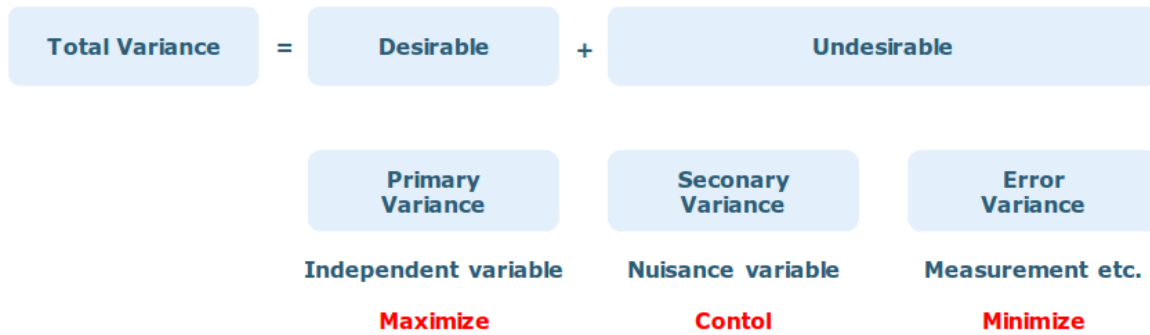 Total Variance = Desirable + Undesirable
Primary Variance
Seconary Variance
Error Variance
Independent variable
Nuisance variable
Measurement etc.
Maximize
Contol
Minimize